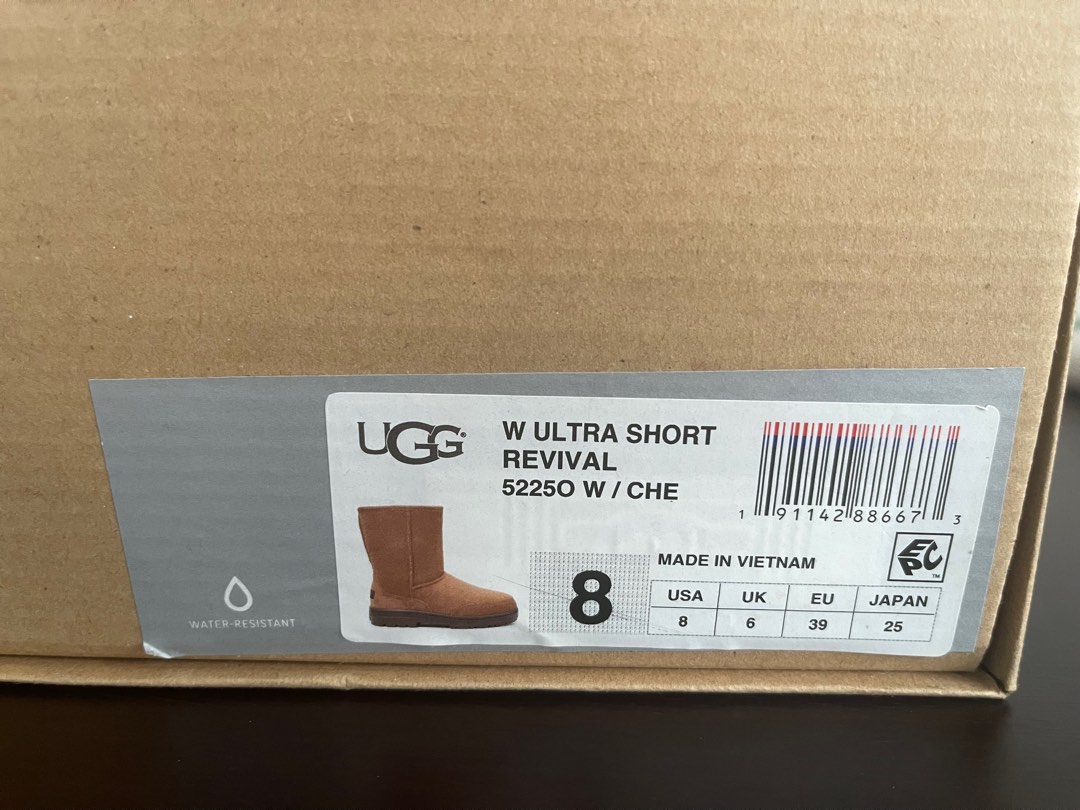 UGG®
W ULTRA SHORT
REVIVAL
5225O W / CHE
1 91142 88667 3
EPC™
MADE IN VIETNAM
8
USA UK EU JAPAN
8 6 39 25
WATER-RESISTANT